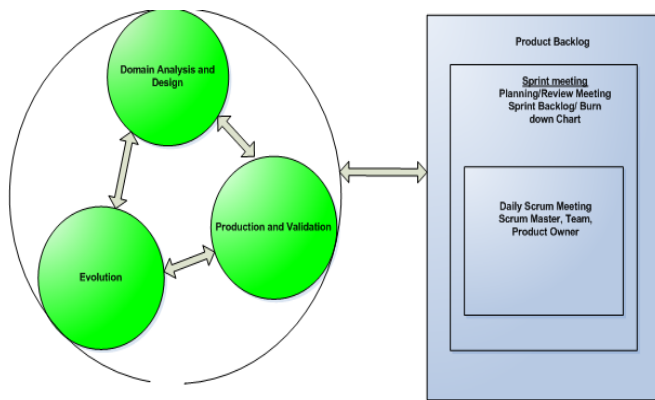 Domain Analysis and
Design
Production and Validation
Evolution
Product Backlog
Sprint meeting
Planning/Review Meeting
Sprint Backlog/ Burn
down Chart
Daily Scrum Meeting
Scrum Master, Team,
Product Owner